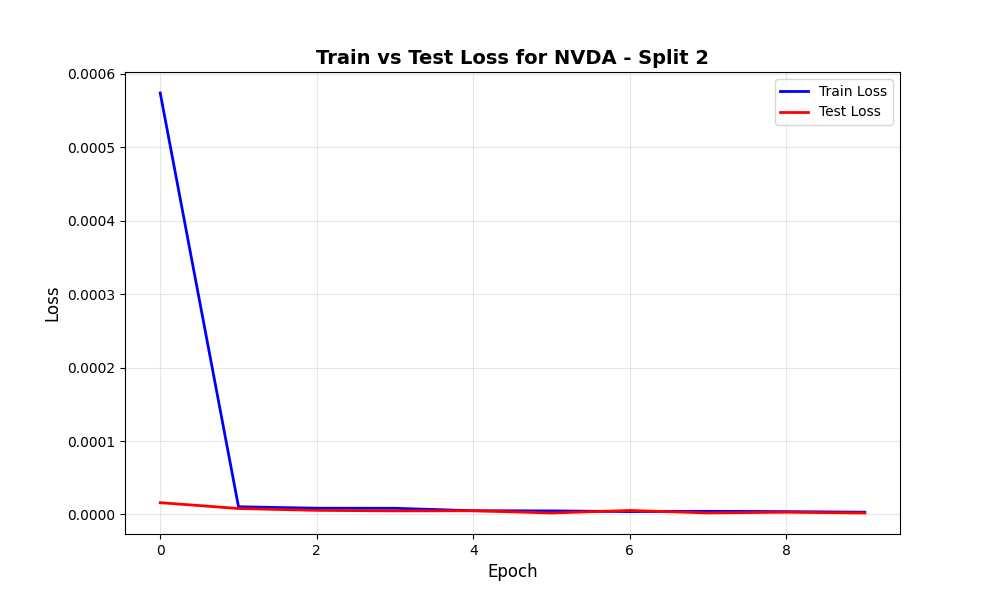 Train vs Test Loss for NVDA - Split 2
Train Loss
Test Loss
0.0006
0.0005
0.0004
0.0003
0.0002
0.0001
0.0000
Loss
0 2 4 6 8
Epoch